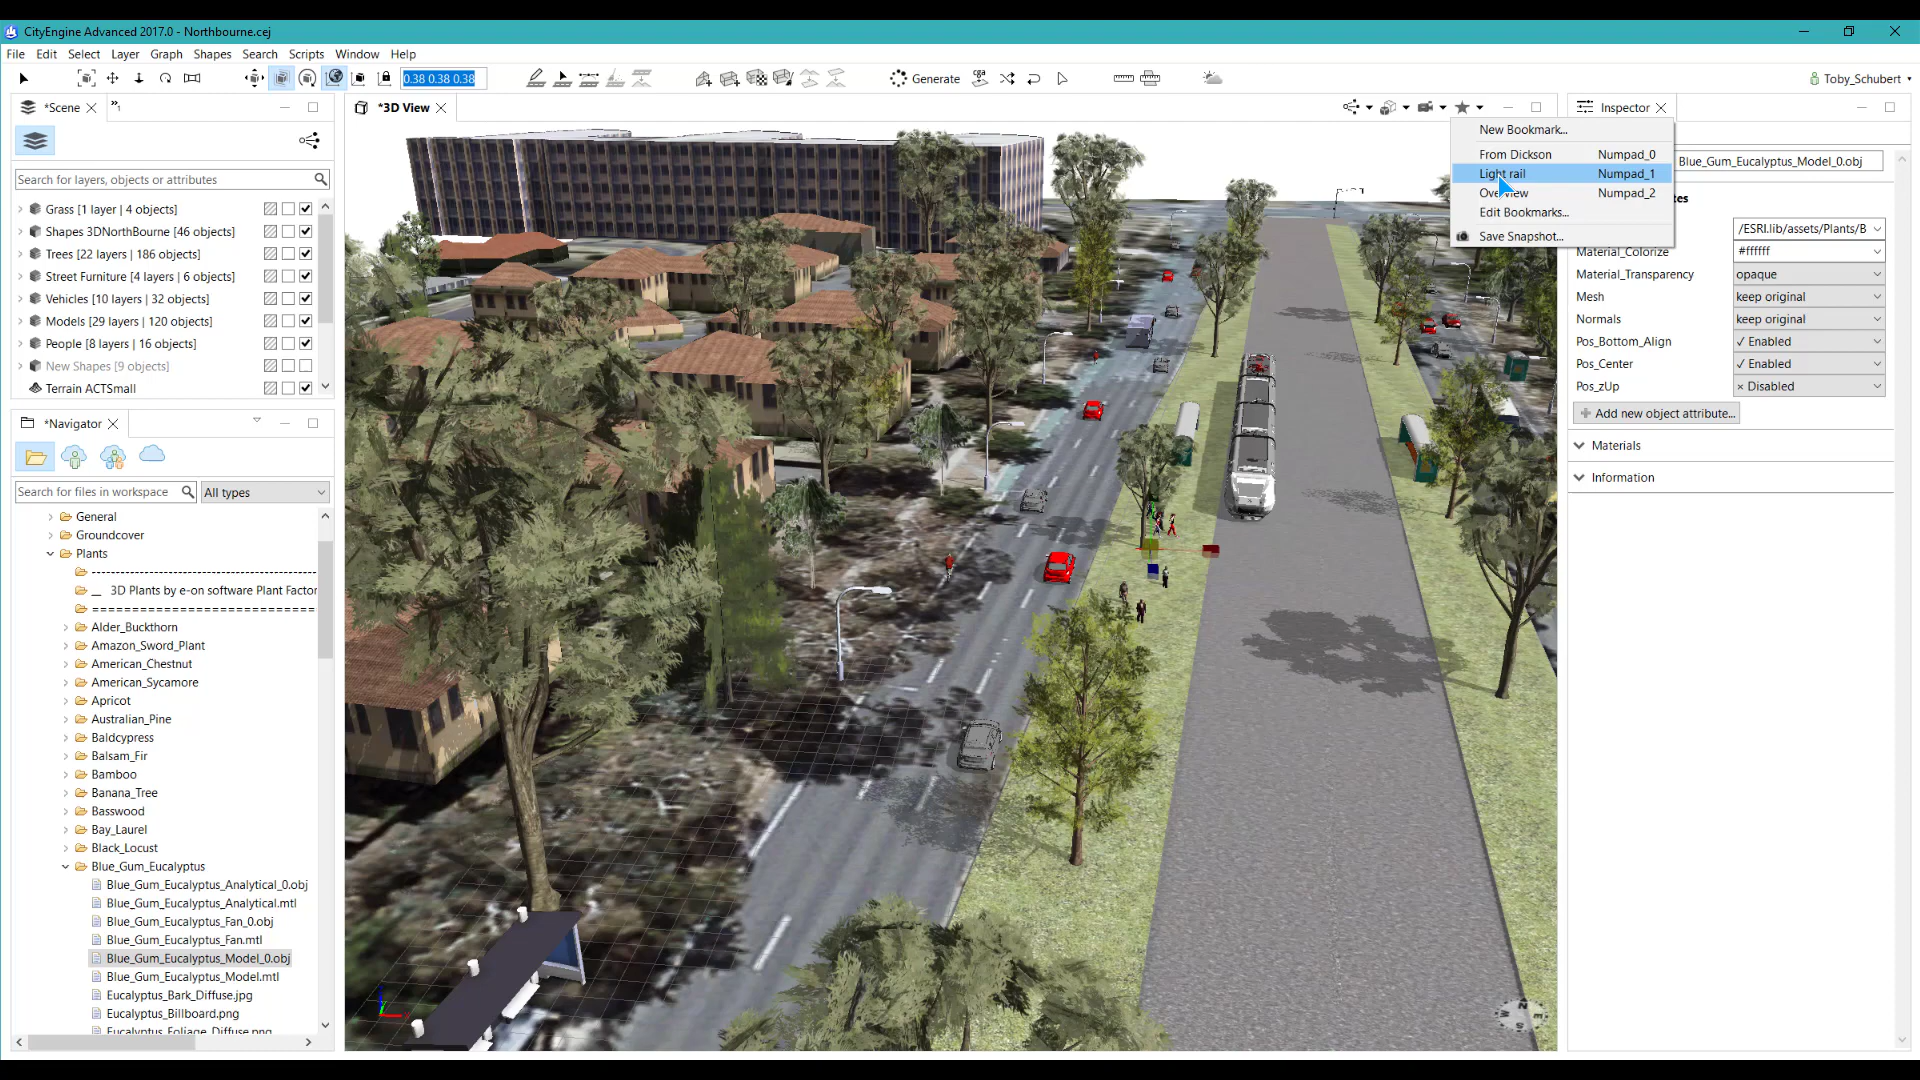 CityEngine Advanced 2017.0 - Northbourne.cej
File Edit Select Layer Graph Shapes Search Scripts Window Help
0.38 0.38 0.38
Generate
Toby_Schubert
*Scene
Search for layers, objects or attributes
Grass [1 layer | 4 objects]
Shapes 3DNorthBourne [46 objects]
Trees [22 layers | 186 objects]
Street Furniture [4 layers | 6 objects]
Vehicles [10 layers | 32 objects]
Models [29 layers | 120 objects]
People [8 layers | 16 objects]
New Shapes [9 objects]
Terrain ACTSmall
*Navigator
Search for files in workspace
All types
General
Groundcover
Plants
------------------------------------------
__ 3D Plants by e-on software Plant Factor
==============================
Alder_Buckthorn
Amazon_Sword_Plant
American_Chestnut
American_Sycamore
Apricot
Australian_Pine
Baldcypress
Balsam_Fir
Bamboo
Banana_Tree
Basswood
Bay_Laurel
Black_Locust
Blue_Gum_Eucalyptus
Blue_Gum_Eucalyptus_Analytical_0.obj
Blue_Gum_Eucalyptus_Analytical.mtl
Blue_Gum_Eucalyptus_Fan_0.obj
Blue_Gum_Eucalyptus_Fan.mtl
Blue_Gum_Eucalyptus_Model_0.obj
Blue_Gum_Eucalyptus_Model.mtl
Eucalyptus_Bark_Diffuse.jpg
Eucalyptus_Billboard.png
Eucalyptus_Foliage_Diffuse.png
*3D View
New Bookmark...
From Dickson Numpad_0
Light rail Numpad_1
Overview Numpad_2
Edit Bookmarks...
Save Snapshot...
N
W
S
Inspector
Blue_Gum_Eucalyptus_Model_0.obj
/ESRI.lib/assets/Plants/B
Material_Colorize #ffffff
Material_Transparency opaque
Mesh keep original
Normals keep original
Pos_Bottom_Align ✓ Enabled
Pos_Center ✓ Enabled
Pos_zUp × Disabled
+ Add new object attribute...
Materials
Information